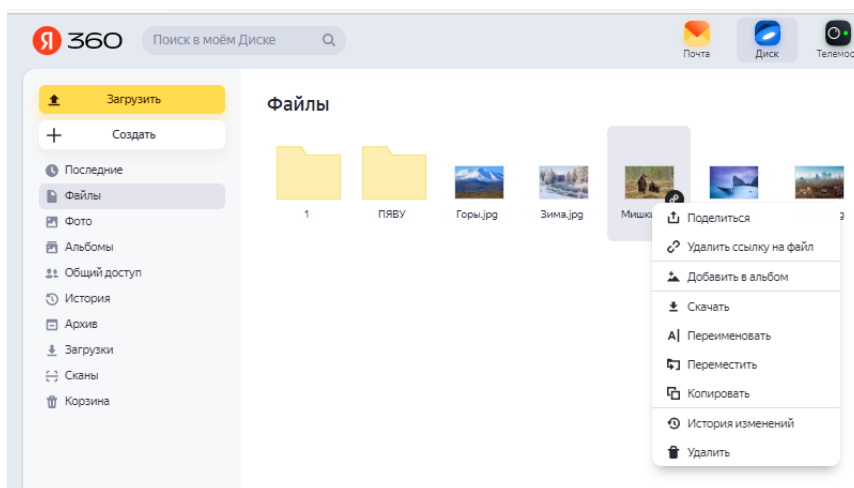 Я 360
Поиск в моём Диске
Почта
Диск
Телемос
Загрузить
Создать
Последние
Файлы
Фото
Альбомы
Общий доступ
История
Архив
Загрузки
Сканы
Корзина
Файлы
1
ПЯВУ
Горы.jpg
Зима.jpg
Мишк
g
Поделиться
Удалить ссылку на файл
Добавить в альбом
Скачать
A| Переименовать
Переместить
Копировать
История изменений
Удалить